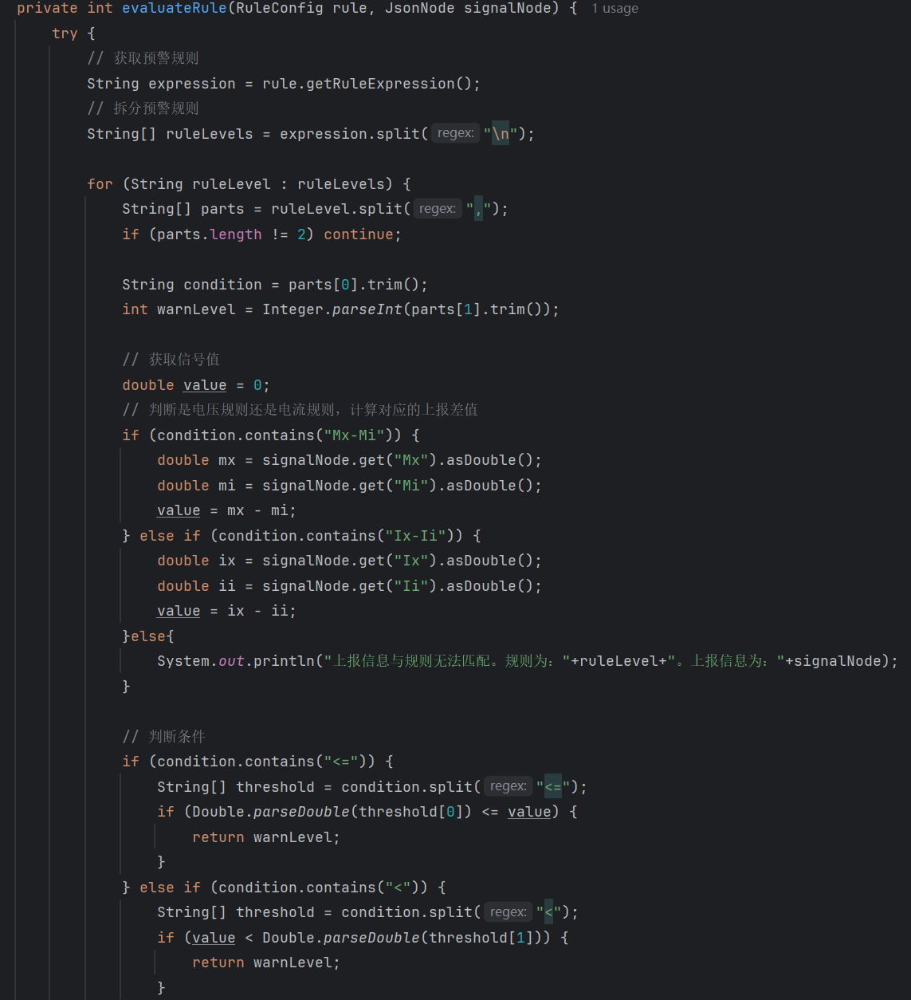 private int evaluateRule(RuleConfig rule, JsonNode signalNode) { 1 usage
try {
// 获取预警规则
String expression = rule.getRuleExpression();
// 拆分预警规则
String[] ruleLevels = expression.split( regex: "\n");
for (String ruleLevel : ruleLevels) {
String[] parts = ruleLevel.split( regex: ",");
if (parts.length != 2) continue;
String condition = parts[0].trim();
int warnLevel = Integer.parseInt(parts[1].trim());
// 获取信号值
double value = 0;
// 判断是电压规则还是电流规则，计算对应的上报差值
if (condition.contains("Mx-Mi")) {
double mx = signalNode.get("Mx").asDouble();
double mi = signalNode.get("Mi").asDouble();
value = mx - mi;
} else if (condition.contains("Ix-Ii")) {
double ix = signalNode.get("Ix").asDouble();
double ii = signalNode.get("Ii").asDouble();
value = ix - ii;
}else{
System.out.println("上报信息与规则无法匹配。规则为："+ruleLevel+"。上报信息为："+signalNode);
}
// 判断条件
if (condition.contains("<=")) {
String[] threshold = condition.split( regex: "<=");
if (Double.parseDouble(threshold[0]) <= value) {
return warnLevel;
}
} else if (condition.contains("<")) {
String[] threshold = condition.split( regex: "<");
if (value < Double.parseDouble(threshold[1])) {
return warnLevel;
}